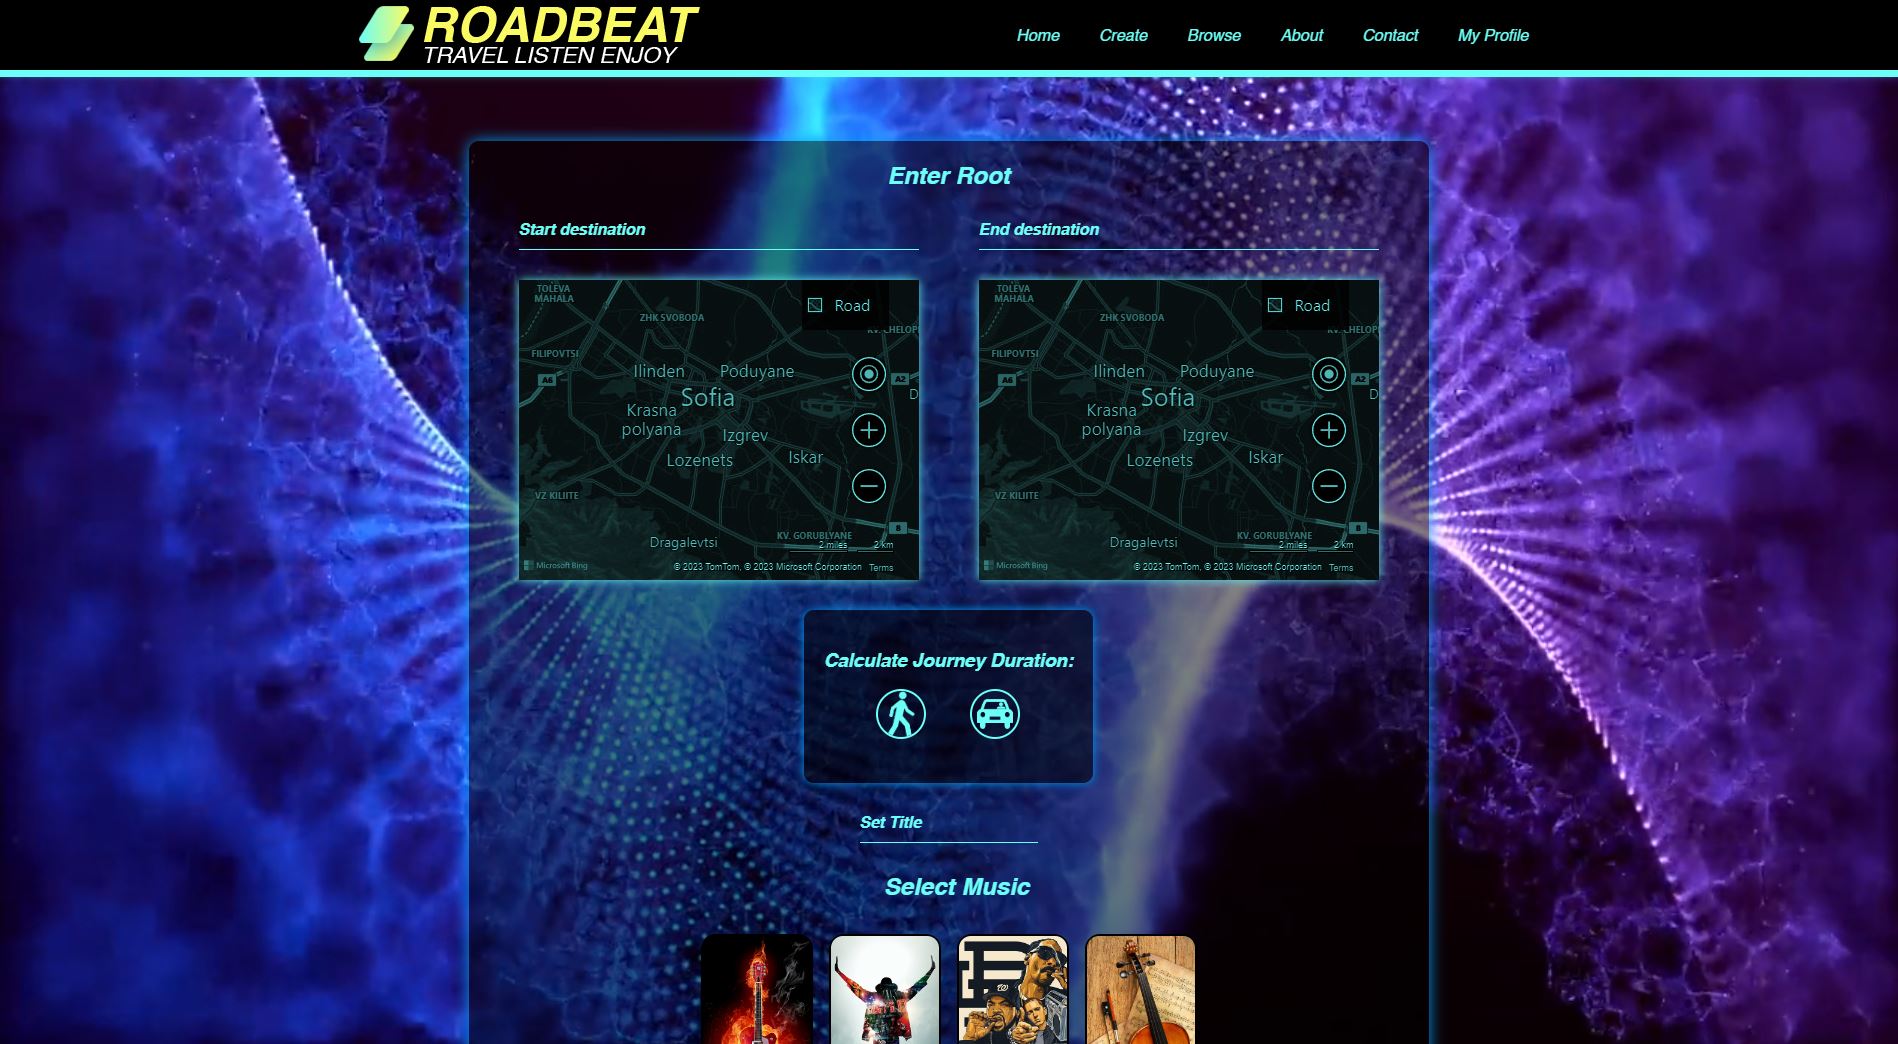 ROADBEAT
TRAVEL LISTEN ENJOY
Home Create Browse About Contact My Profile
Enter Root
Start destination
TOLEVA
MAHALA
Road
ZHK SVOBODA
FILIPOVTSI
Ilinden Poduyane
A6
A2
Sofia
D
Krasna
polyana
Izgrev
Lozenets
Iskar
VZ KILIITE
8
KV. GORUBLYANE
Dragalevtsi
2 miles 2 km
Microsoft Bing
© 2023 TomTom, © 2023 Microsoft Corporation Terms
End destination
TOLEVA
MAHALA
Road
ZHK SVOBODA
FILIPOVTSI
Ilinden Poduyane
A6
A2
Sofia
D
Krasna
polyana
Izgrev
Lozenets
Iskar
VZ KILIITE
8
KV. GORUBLYANE
Dragalevtsi
2 miles 2 km
Microsoft Bing
© 2023 TomTom, © 2023 Microsoft Corporation Terms
Calculate Journey Duration:
Set Title
Select Music